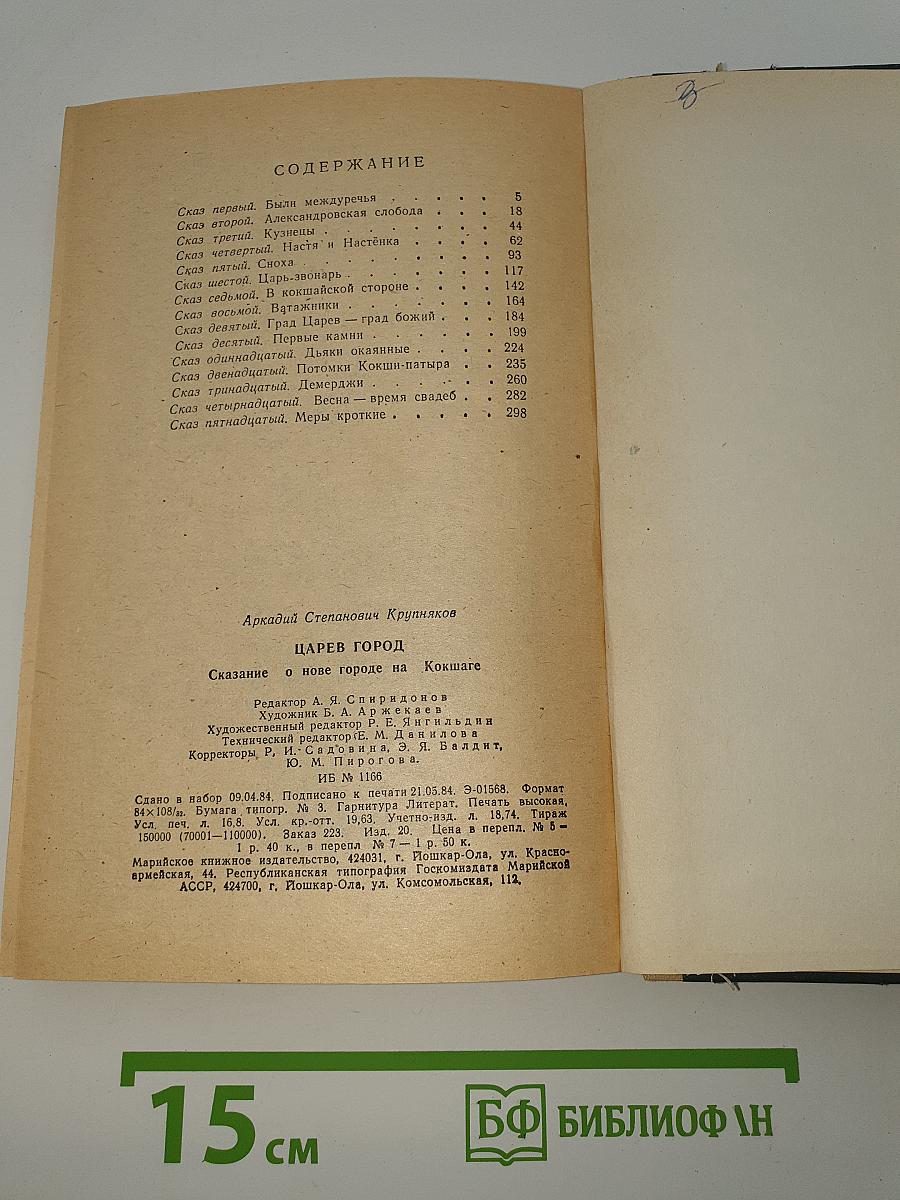 СОДЕРЖАНИЕ
Сказ первый. Были междуречья . . . . . 5
Сказ второй. Александровская слобода . . . 18
Сказ третий. Кузнецы . . . . . . . 44
Сказ четвертый. Настя и Настёнка . . . . 62
Сказ пятый. Сноха . . . . . . . . 93
Сказ шестой. Царь-звонарь . . . . . . 117
Сказ седьмой. В кокшайской стороне . . . . 142
Сказ восьмой. Ватажники . . . . . . 164
Сказ девятый. Град Царев — град божий . . . 184
Сказ десятый. Первые камни . . . . . . 199
Сказ одиннадцатый. Дьяки окаянные . . . . 224
Сказ двенадцатый. Потомки Кокши-патыра . . 235
Сказ тринадцатый. Демерджи . . . . . . 260
Сказ четырнадцатый. Весна — время свадеб . . 282
Сказ пятнадцатый. Меры кроткие . . . . . 298
Аркадий Степанович Крупняков
ЦАРЕВ ГОРОД
Сказание о нове городе на Кокшаге
Редактор А. Я. Спиридонов
Художник Б. А. Аржекаев
Художественный редактор Р. Е. Янгильдин
Технический редактор Е. М. Данилова
Корректоры Р. И. Садовина, Э. Я. Балдит,
Ю. М. Пирогова.
ИБ № 1166
Сдано в набор 09.04.84. Подписано к печати 21.05.84. Э-01568. Формат
84×108/32. Бумага типогр. № 3. Гарнитура Литерат. Печать высокая,
Усл. печ. л. 16,8. Усл. кр.-отт. 19,63. Учетно-изд. л. 18,74. Тираж
150000 (70001—110000). Заказ 223. Изд. 20. Цена в перепл. № 5 —
1 р. 40 к., в перепл № 7 — 1 р. 50 к.
Марийское книжное издательство, 424031, г. Йошкар-Ола, ул. Красно-
армейская, 44. Республиканская типография Госкомиздата Марийской
АССР, 424700, г. Йошкар-Ола, ул. Комсомольская, 112.
15 см
БФ БИБЛИОФАН